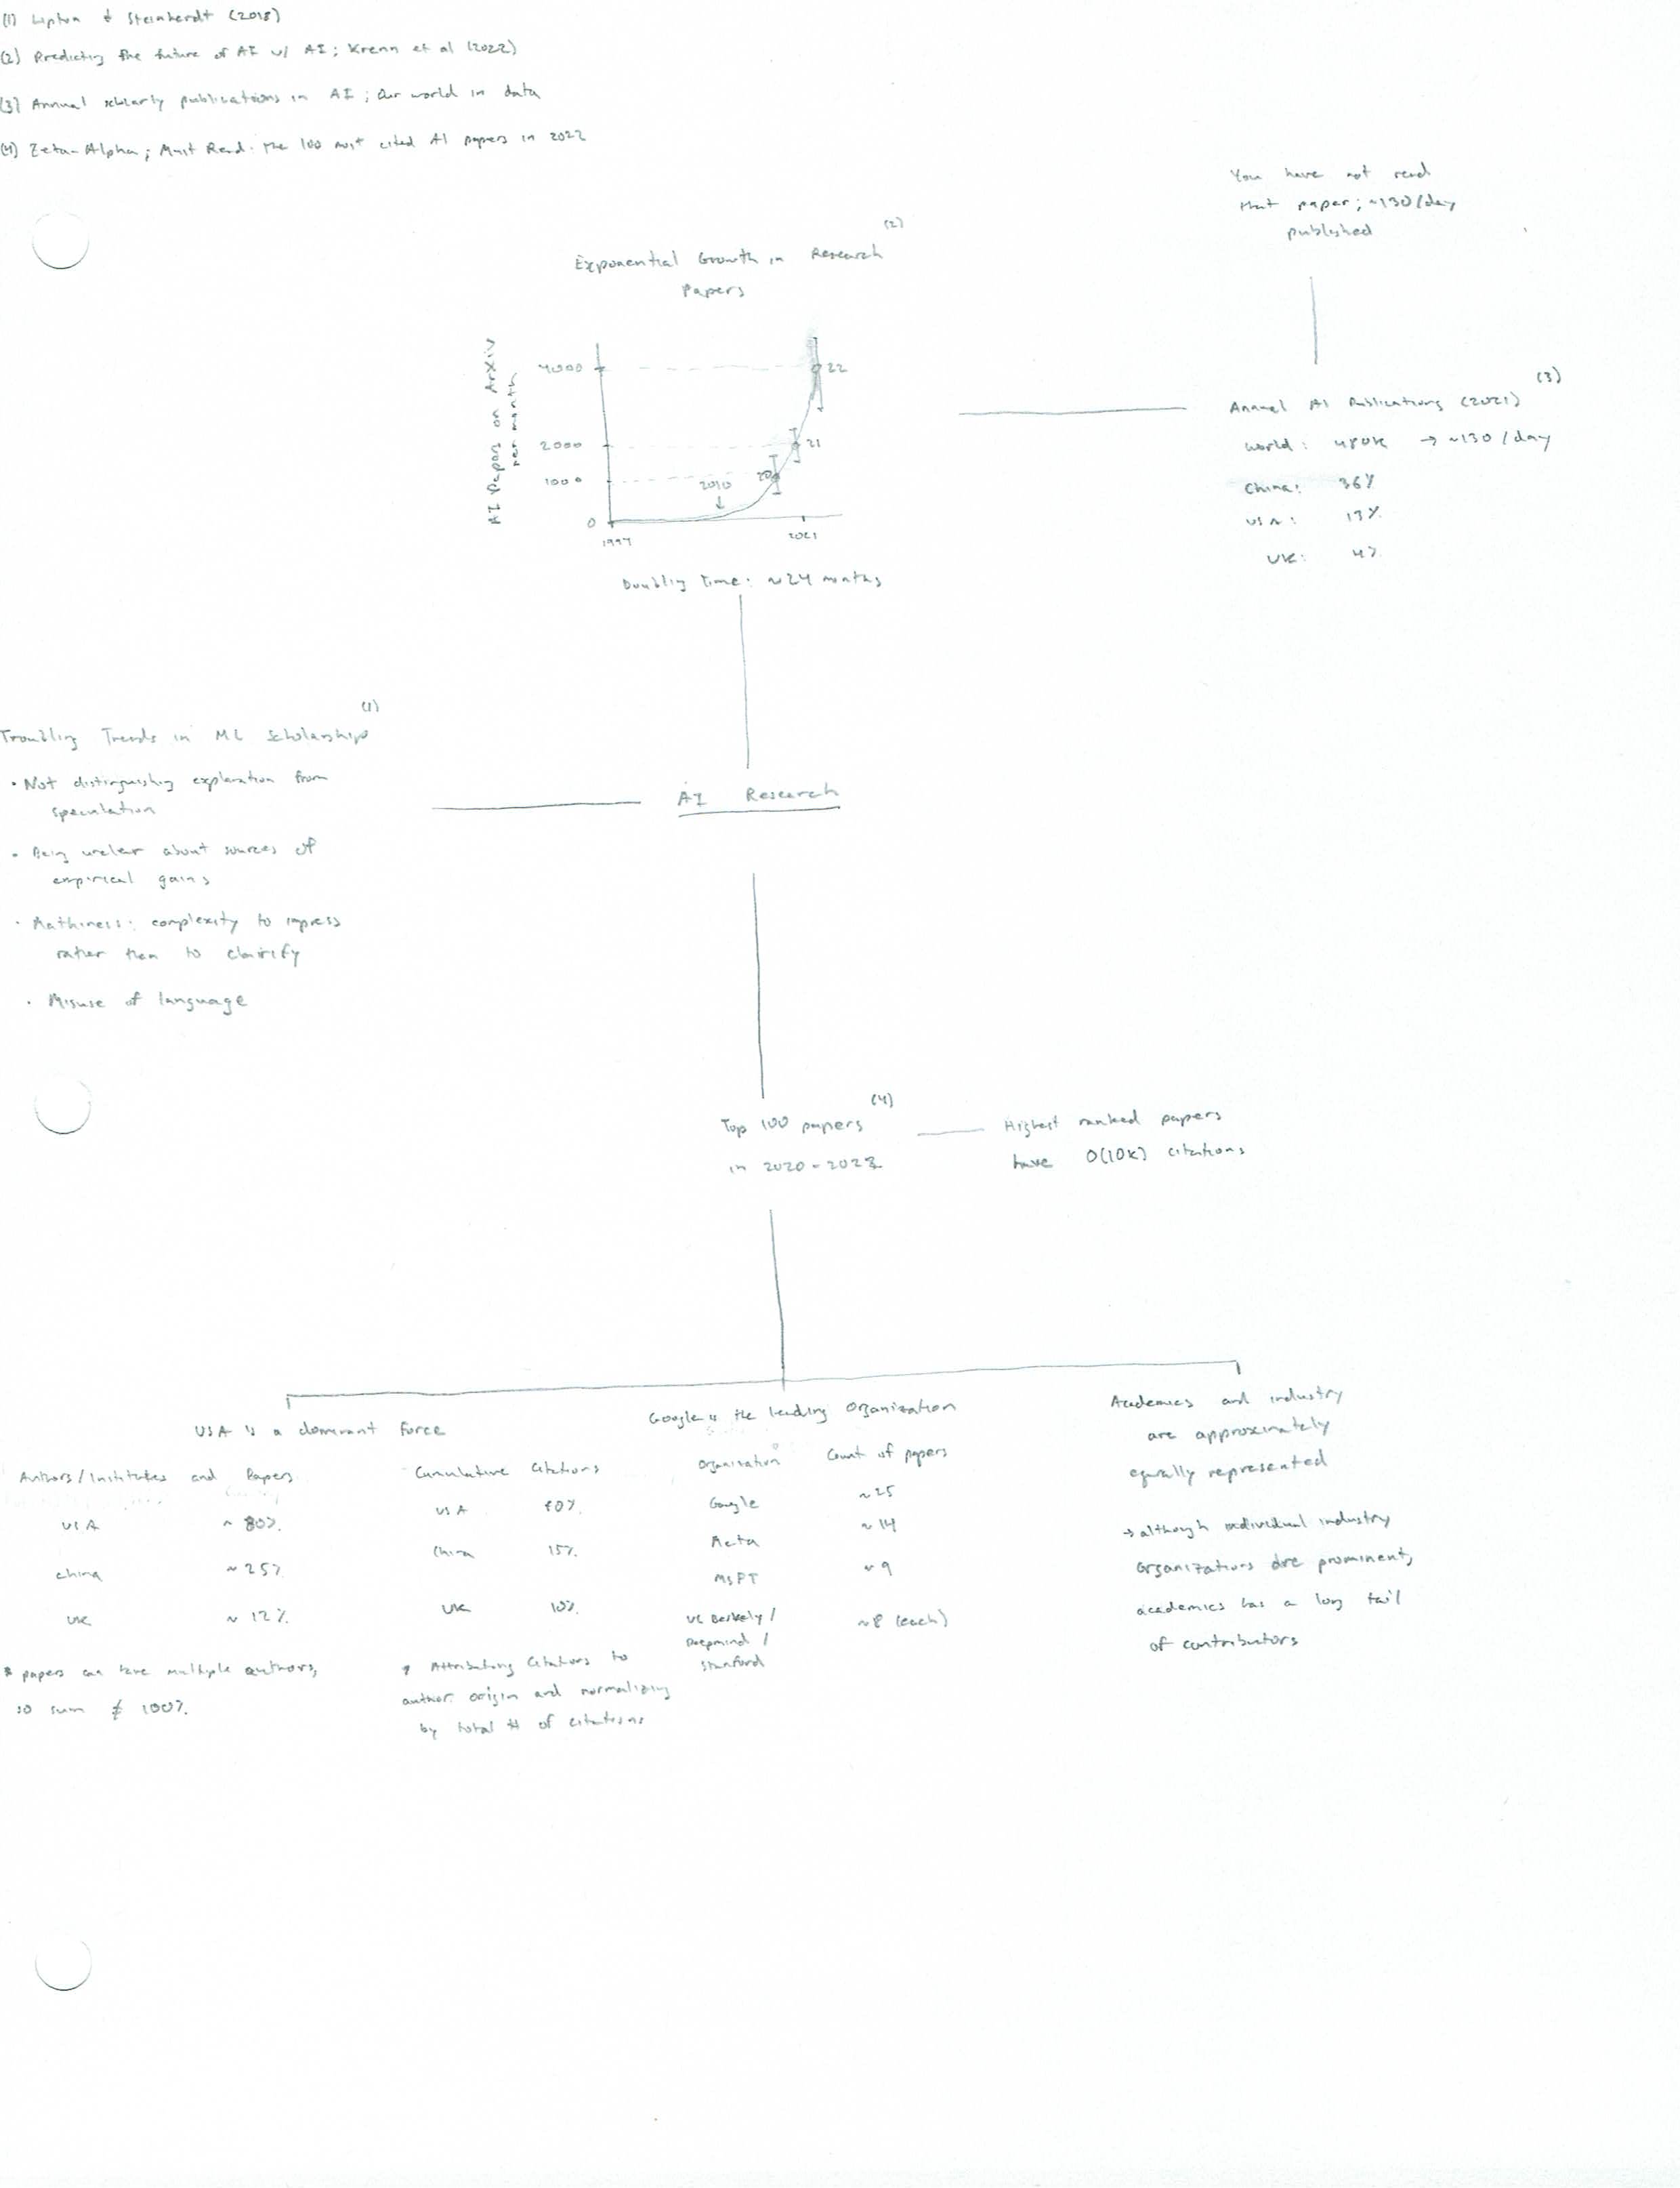 (1) Lipton & Steinhardt (2018)
(2) Predicting the future of AI w/ AI; Krenn et al (2022)
(3) Annual scholarly publications in AI; Our world in data
(4) Zeta-Alpha; Must Read: the 100 most cited AI papers in 2022
You have not read
that paper; ~130/day
published
(2)
Exponential Growth in Research
Papers
AI Papers on ArXiv
per month
4000
2000
1000
0
2010
20
21
22
1994
2021
Doubling time: ~24 months
(3)
Annual AI Publications (2021)
World: 480K → ~130/day
China: 36%
USA: 13%
UK: 4%
(1)
Troubling Trends in ML Scholarship
• Not distinguishing explanation from
speculation
• Being unclear about sources of
empirical gains
• Mathiness: complexity to impress
rather than to clarify
• Misuse of language
AI Research
(4)
Top 100 papers
in 2020-2022
Highest ranked papers
have O(10K) citations
USA is a dominant force
Authors/Institutes and Papers
USA ~ 80%
China ~ 25%
UK ~ 12%
* papers can have multiple authors,
so sum ≠ 100%
Cumulative Citations
USA 70%
China 15%
UK 10%
* Attributing citations to
author origin and normalizing
by total # of citations
Google is the leading organization
Organization Count of papers
Google ~25
Meta ~14
MSFT ~9
UC Berkely /
Deepmind /
Stanford
~8 (each)
Academics and industry
are approximately
equally represented
→ although individual industry
organizations are prominent,
academics has a long tail
of contributors